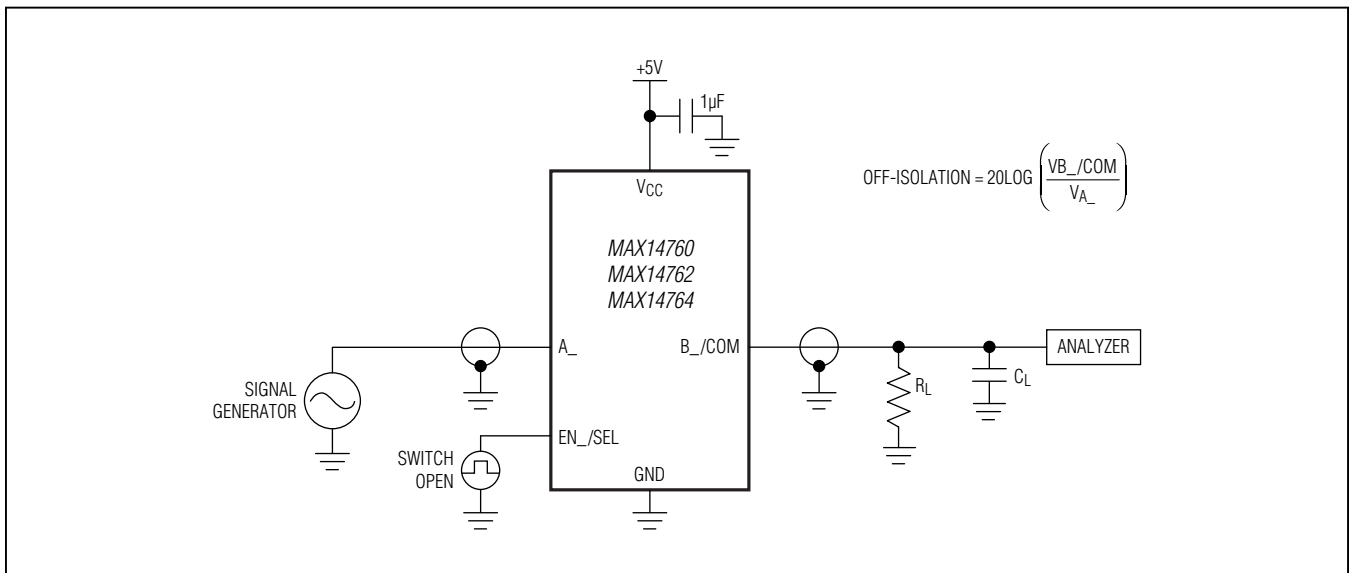 +5V
1µF
VCC
OFF-ISOLATION = 20LOG (VB_/COM / VA_)
MAX14760
MAX14762
MAX14764
A_
B_/COM
ANALYZER
SIGNAL
GENERATOR
RL
CL
EN_/SEL
SWITCH
OPEN
GND